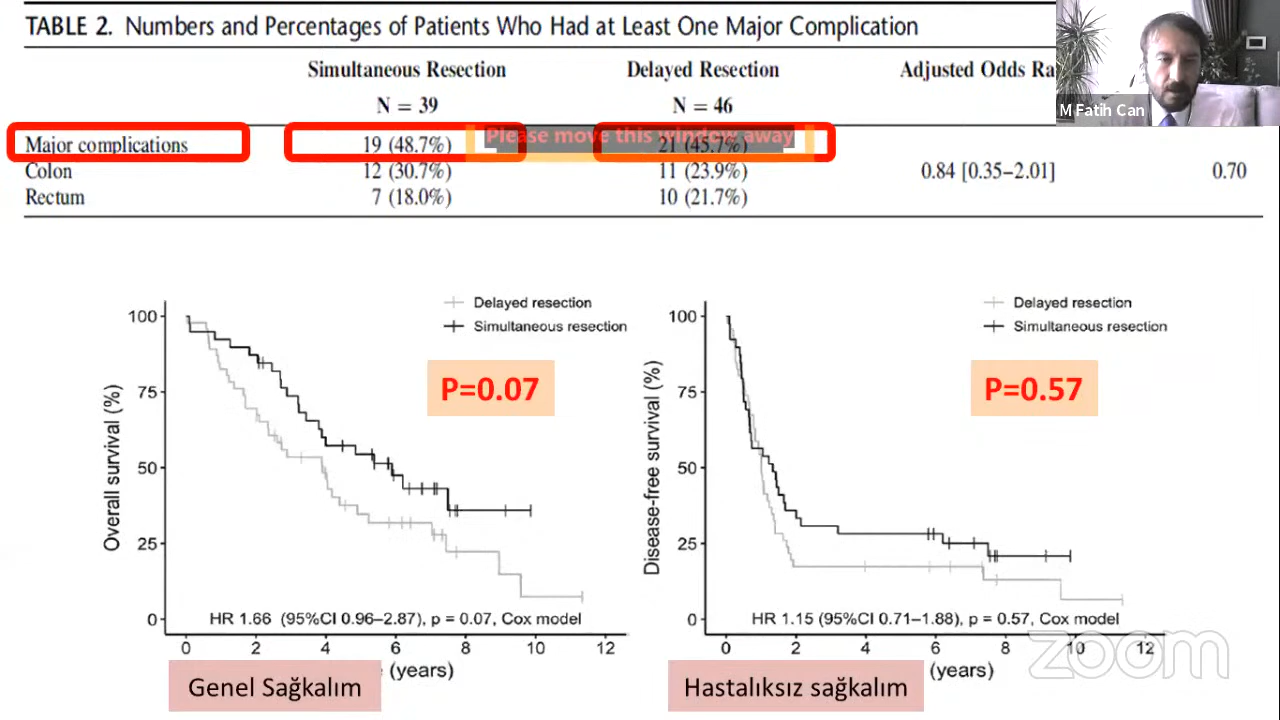 TABLE 2. Numbers and Percentages of Patients Who Had at Least One Major Complication
Simultaneous Resection Delayed Resection Adjusted Odds Ra
N = 39 N = 46
M Fatih Can
Please move this window away
Major complications 19 (48.7%) 21 (45.7%)
Colon 12 (30.7%) 11 (23.9%) 0.84 [0.35–2.01] 0.70
Rectum 7 (18.0%) 10 (21.7%)
Delayed resection
Simultaneous resection
P=0.07
Overall survival (%)
100
75
50
25
0
HR 1.66 (95%CI 0.96–2.87), p = 0.07, Cox model
0 2 4 6 8 10 12
(years)
Genel Sağkalım
Delayed resection
Simultaneous resection
P=0.57
Disease-free survival (%)
100
75
50
25
0
HR 1.15 (95%CI 0.71–1.88), p = 0.57, Cox model
0 2 4 6 8 10 12
(years)
Hastalıksız sağkalım
zoom